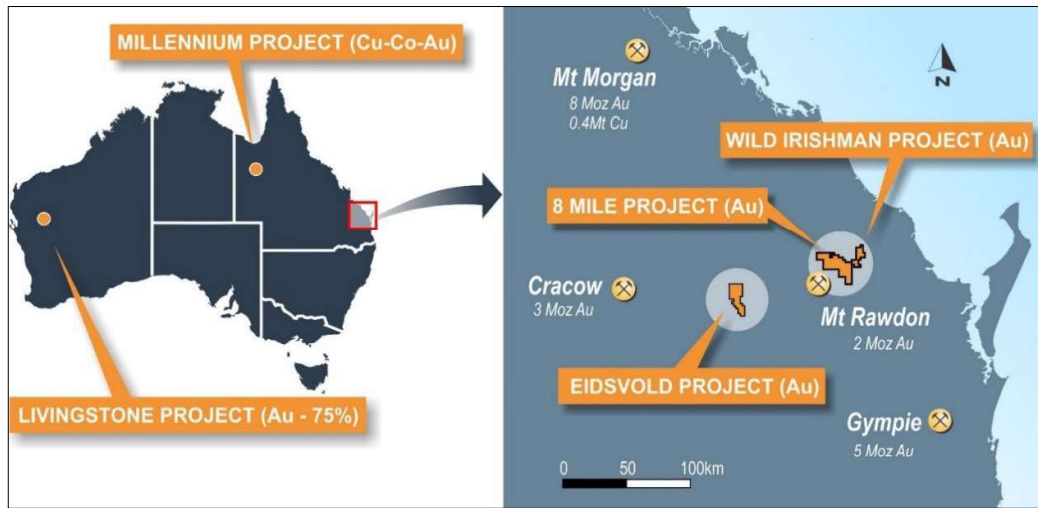 MILLENNIUM PROJECT (Cu-Co-Au)
LIVINGSTONE PROJECT (Au - 75%)
Mt Morgan
8 Moz Au
0.4Mt Cu
N
WILD IRISHMAN PROJECT (Au)
8 MILE PROJECT (Au)
Cracow
3 Moz Au
Mt Rawdon
2 Moz Au
EIDSVOLD PROJECT (Au)
Gympie
5 Moz Au
0 50 100km